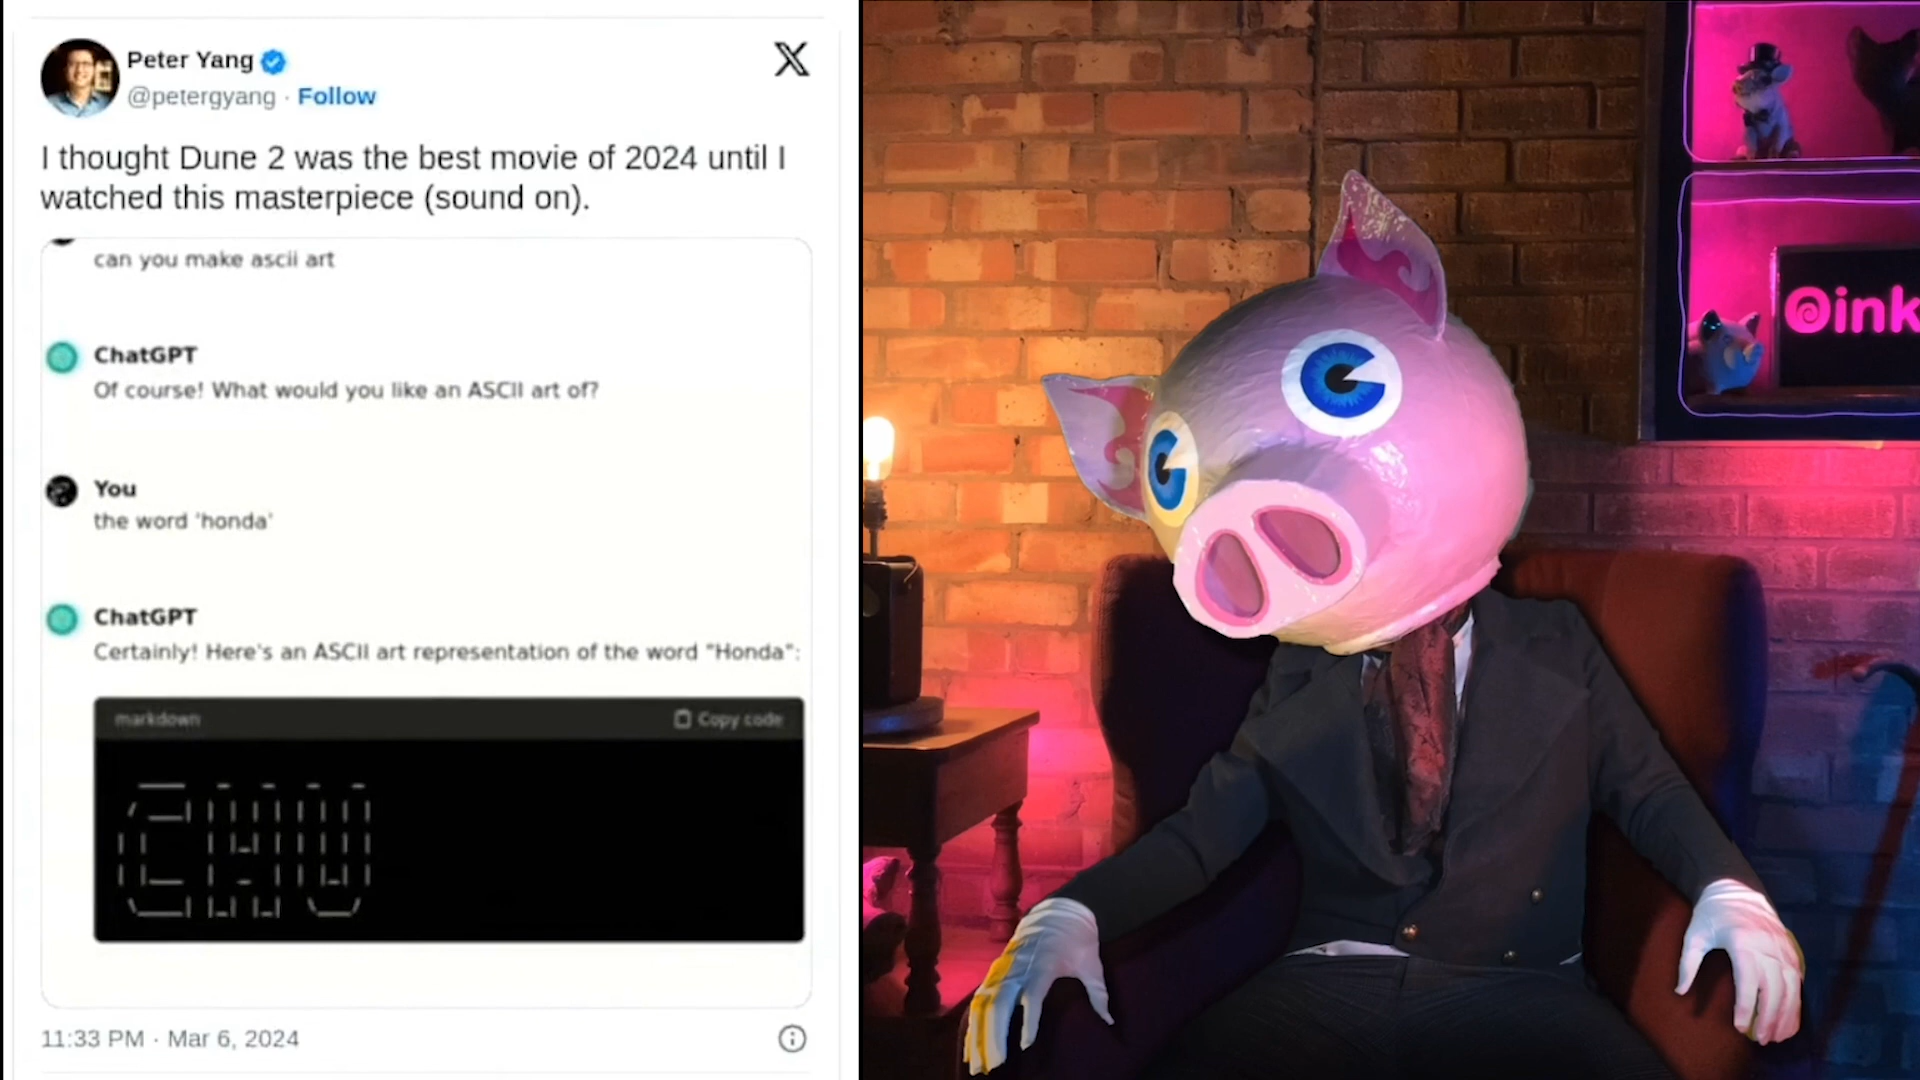 Peter Yang
@petergyang · Follow
I thought Dune 2 was the best movie of 2024 until I
watched this masterpiece (sound on).
can you make ascii art
ChatGPT
Of course! What would you like an ASCII art of?
You
the word 'honda'
ChatGPT
Certainly! Here's an ASCII art representation of the word "Honda":
markdown
Copy code
11:33 PM · Mar 6, 2024
Oink